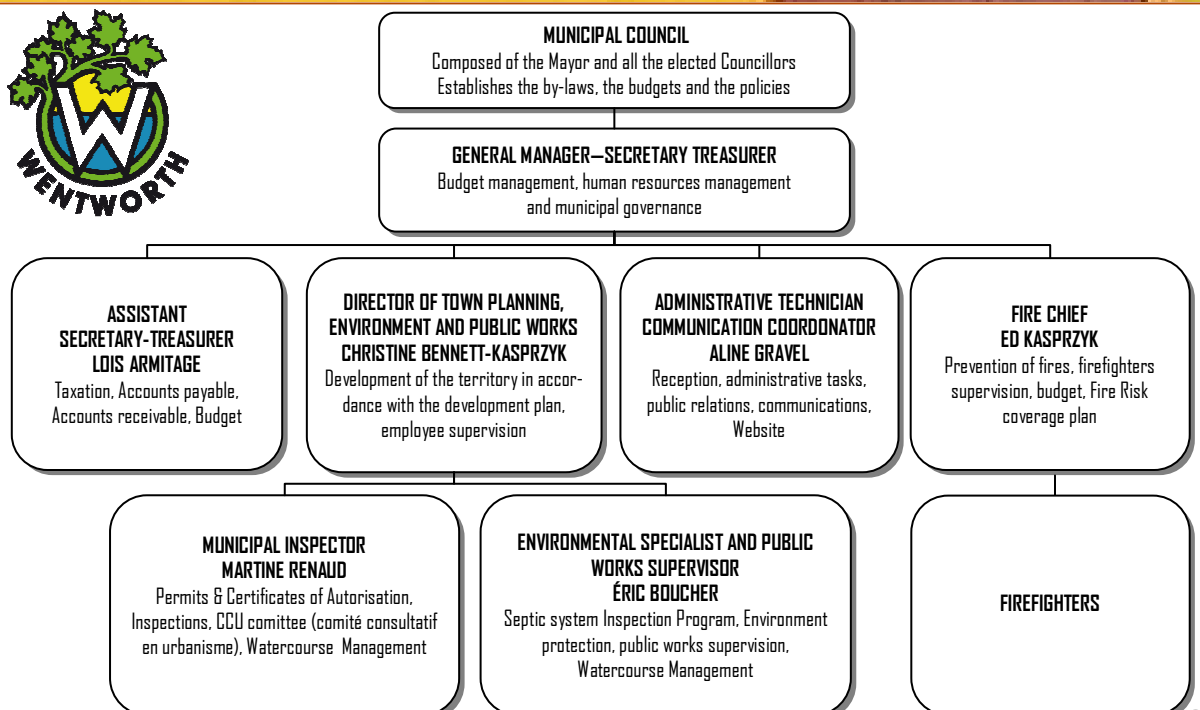 WENTWORTH
MUNICIPAL COUNCIL
Composed of the Mayor and all the elected Councillors
Establishes the by-laws, the budgets and the policies
GENERAL MANAGER—SECRETARY TREASURER
Budget management, human resources management
and municipal governance
ASSISTANT
SECRETARY-TREASURER
LOIS ARMITAGE
Taxation, Accounts payable,
Accounts receivable, Budget
DIRECTOR OF TOWN PLANNING,
ENVIRONMENT AND PUBLIC WORKS
CHRISTINE BENNETT-KASPRZYK
Development of the territory in accor-
dance with the development plan,
employee supervision
ADMINISTRATIVE TECHNICIAN
COMMUNICATION COORDONATOR
ALINE GRAVEL
Reception, administrative tasks,
public relations, communications,
Website
FIRE CHIEF
ED KASPRZYK
Prevention of fires, firefighters
supervision, budget, Fire Risk
coverage plan
MUNICIPAL INSPECTOR
MARTINE RENAUD
Permits & Certificates of Autorisation,
Inspections, CCU comittee (comité consultatif
en urbanisme), Watercourse Management
ENVIRONMENTAL SPECIALIST AND PUBLIC
WORKS SUPERVISOR
ÉRIC BOUCHER
Septic system Inspection Program, Environment
protection, public works supervision,
Watercourse Management
FIREFIGHTERS